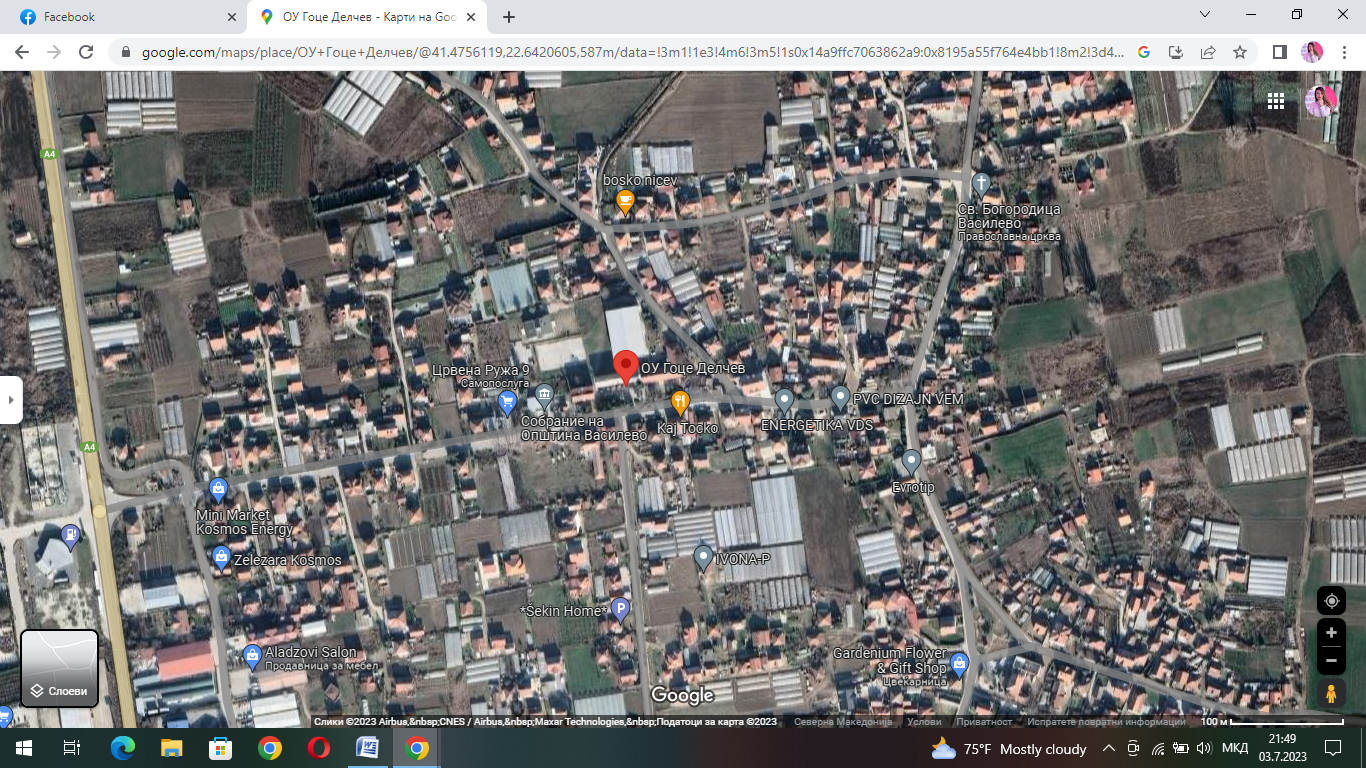 Facebook
ОУ Гоце Делчев - Карти на Goo
google.com/maps/place/ОУ+Гоце+Делчев/@41.4756119,22.6420605,587m/data=!3m1!1e3!4m6!3m5!1s0x14a9ffc7063862a9:0x8195a55f764e4bb1!8m2!3d4...
A4
bosko nicev
Св. Богородица
Василево
Православна црква
Црвена Ружа 9
Самопослуга
ОУ Гоце Делчев
Собрание на
Општина Василево
Kaj Tocko
ENERGETIKA VDS
PVC DIZAJN VEM
A4
Evrotip
Mini Market
Kosmos Energy
Zelezara Kosmos
IVONA-P
*Sekin Home*
P
Aladzovi Salon
Продавница за мебел
Gardenium Flower
& Gift Shop
Цвеќарница
Слоеви
Google
Слики ©2023 Airbus,&nbsp;CNES / Airbus,&nbsp;Maxar Technologies,&nbsp;Податоци за карта ©2023 Северна Македонија Услови Приватност Испратете повратни информации 100 м
75°F Mostly cloudy
МКД
21:49
03.7.2023